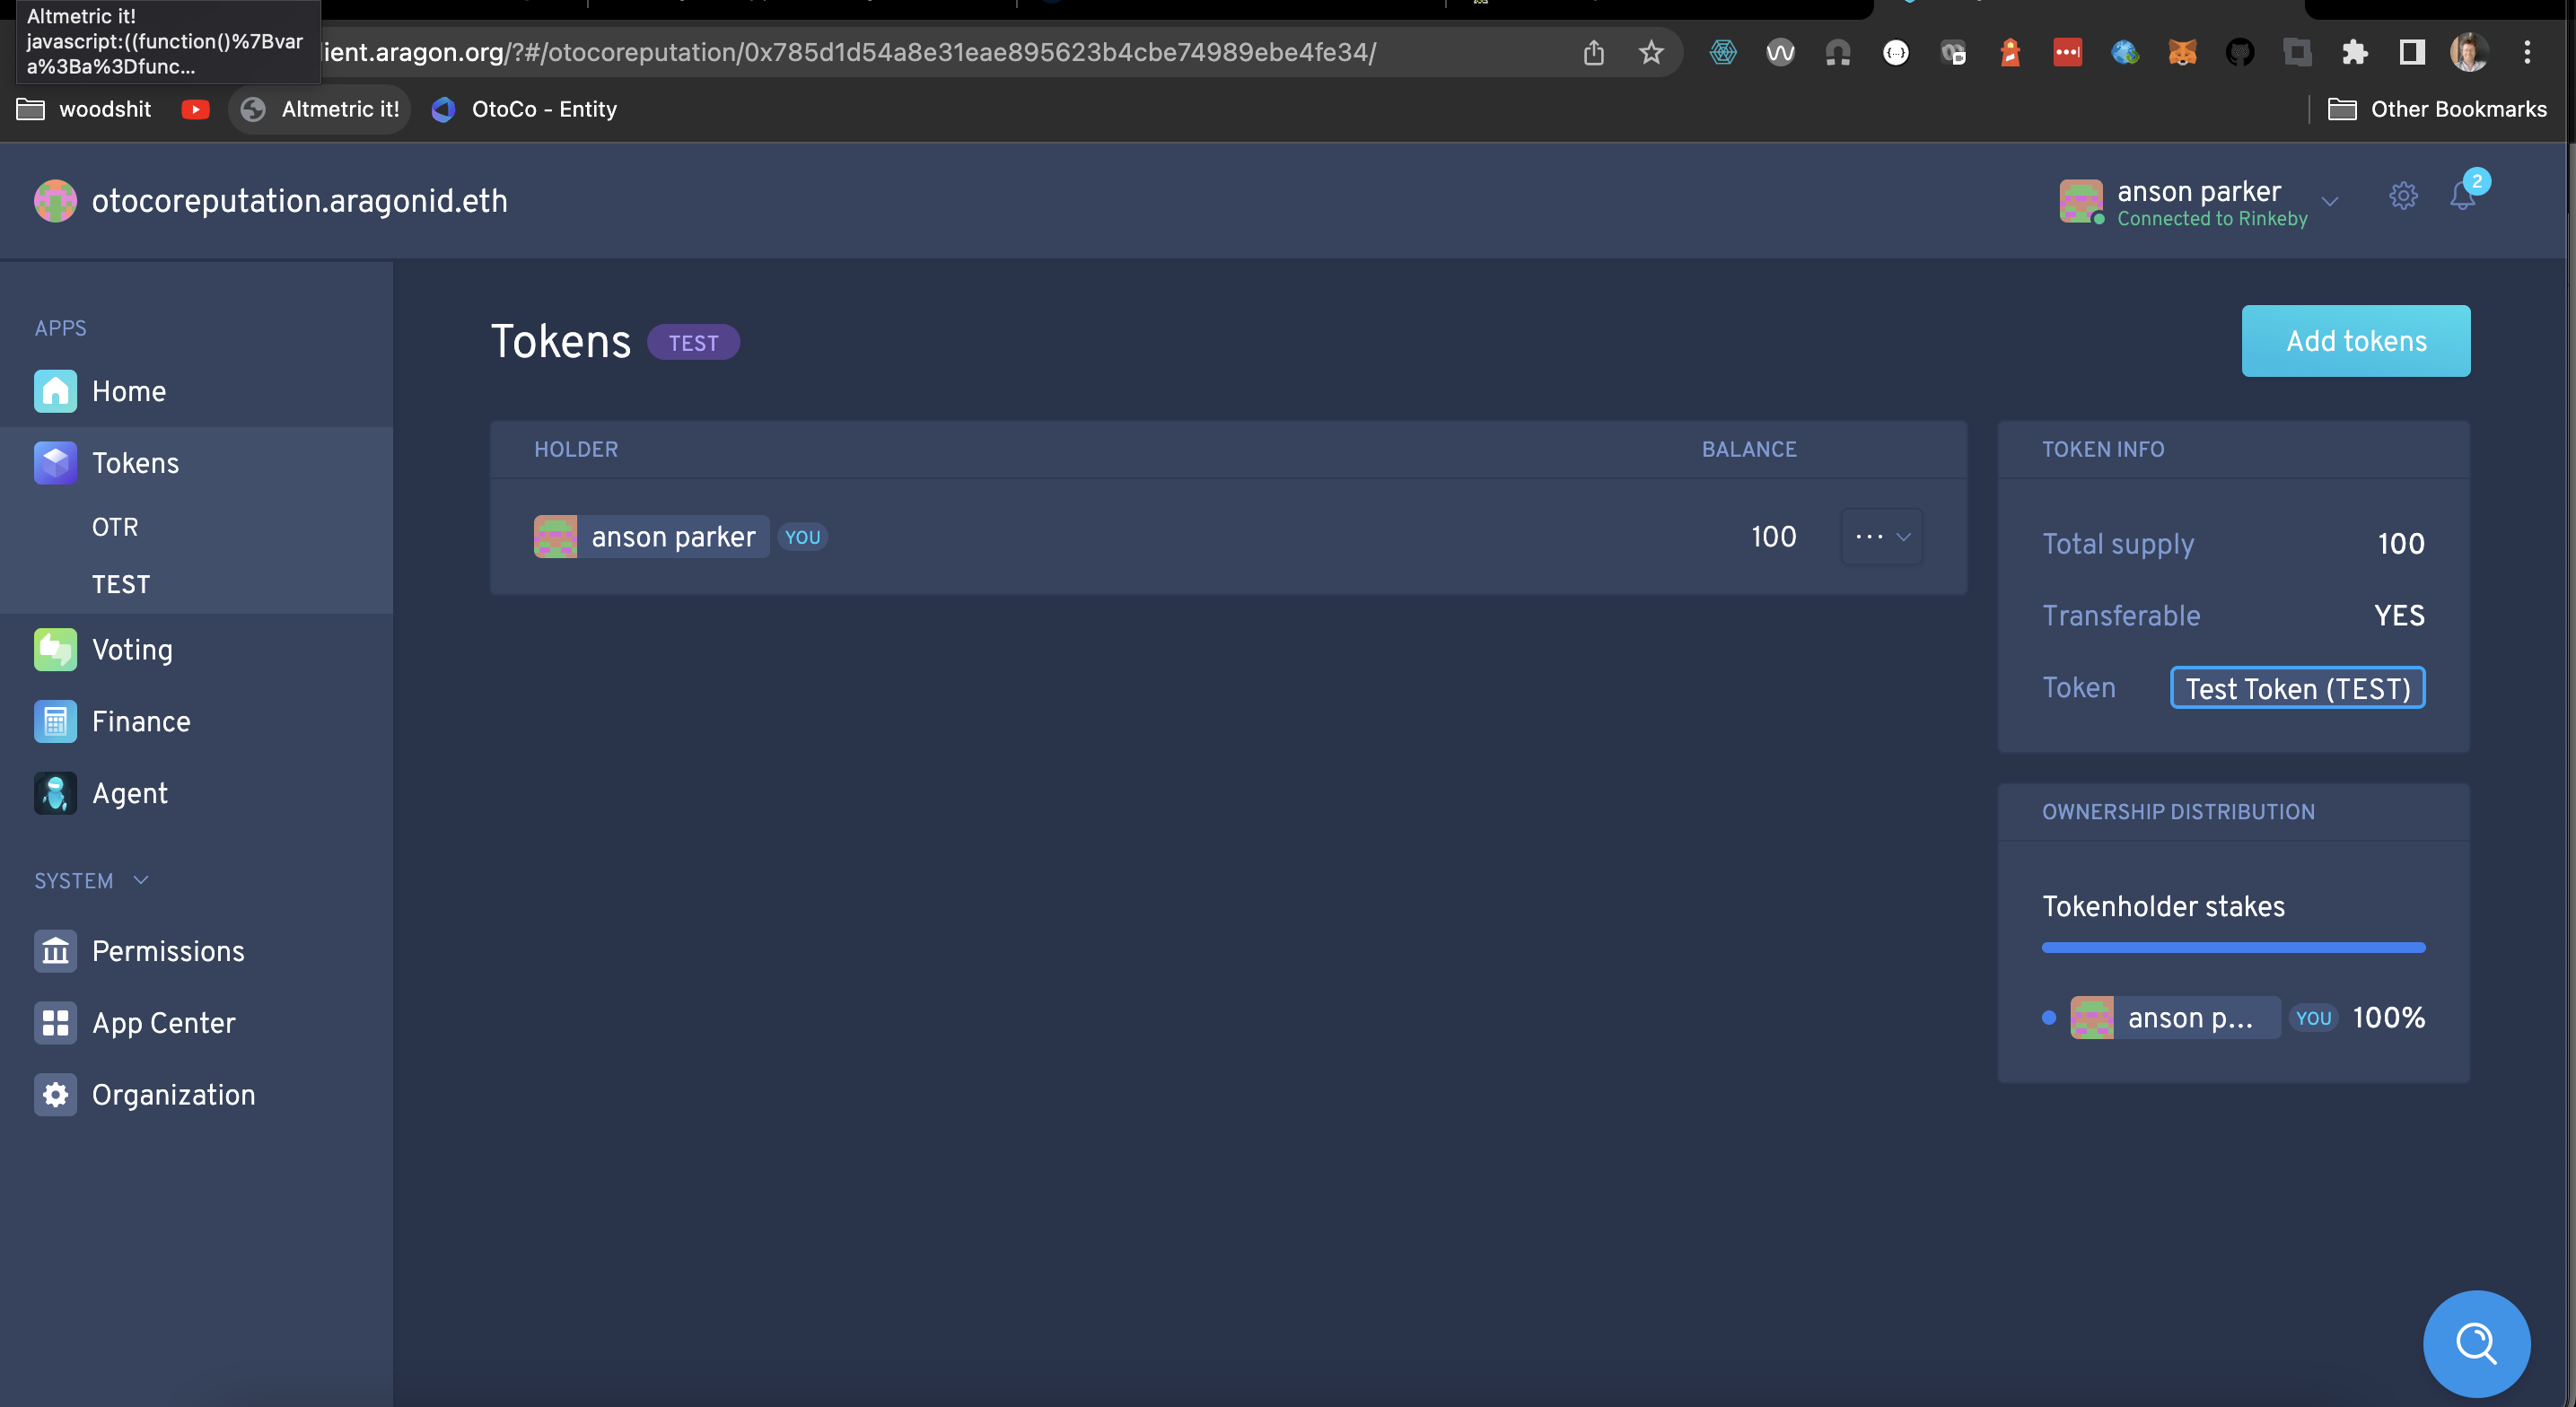 Altmetric it!
javascript:((function()%7Bvar
a%3Ba%3Dfunc...
lient.aragon.org/?#/otocoreputation/0x785d1d54a8e31eae895623b4cbe74989ebe4fe34/
woodshit
Altmetric it!
OtoCo - Entity
Other Bookmarks
otocoreputation.aragonid.eth
anson parker
Connected to Rinkeby
2
APPS
Home
Tokens
OTR
TEST
Voting
Finance
Agent
SYSTEM
Permissions
App Center
Organization
Tokens TEST
Add tokens
HOLDER BALANCE
anson parker YOU 100 ...
TOKEN INFO
Total supply 100
Transferable YES
Token Test Token (TEST)
OWNERSHIP DISTRIBUTION
Tokenholder stakes
anson p... YOU 100%